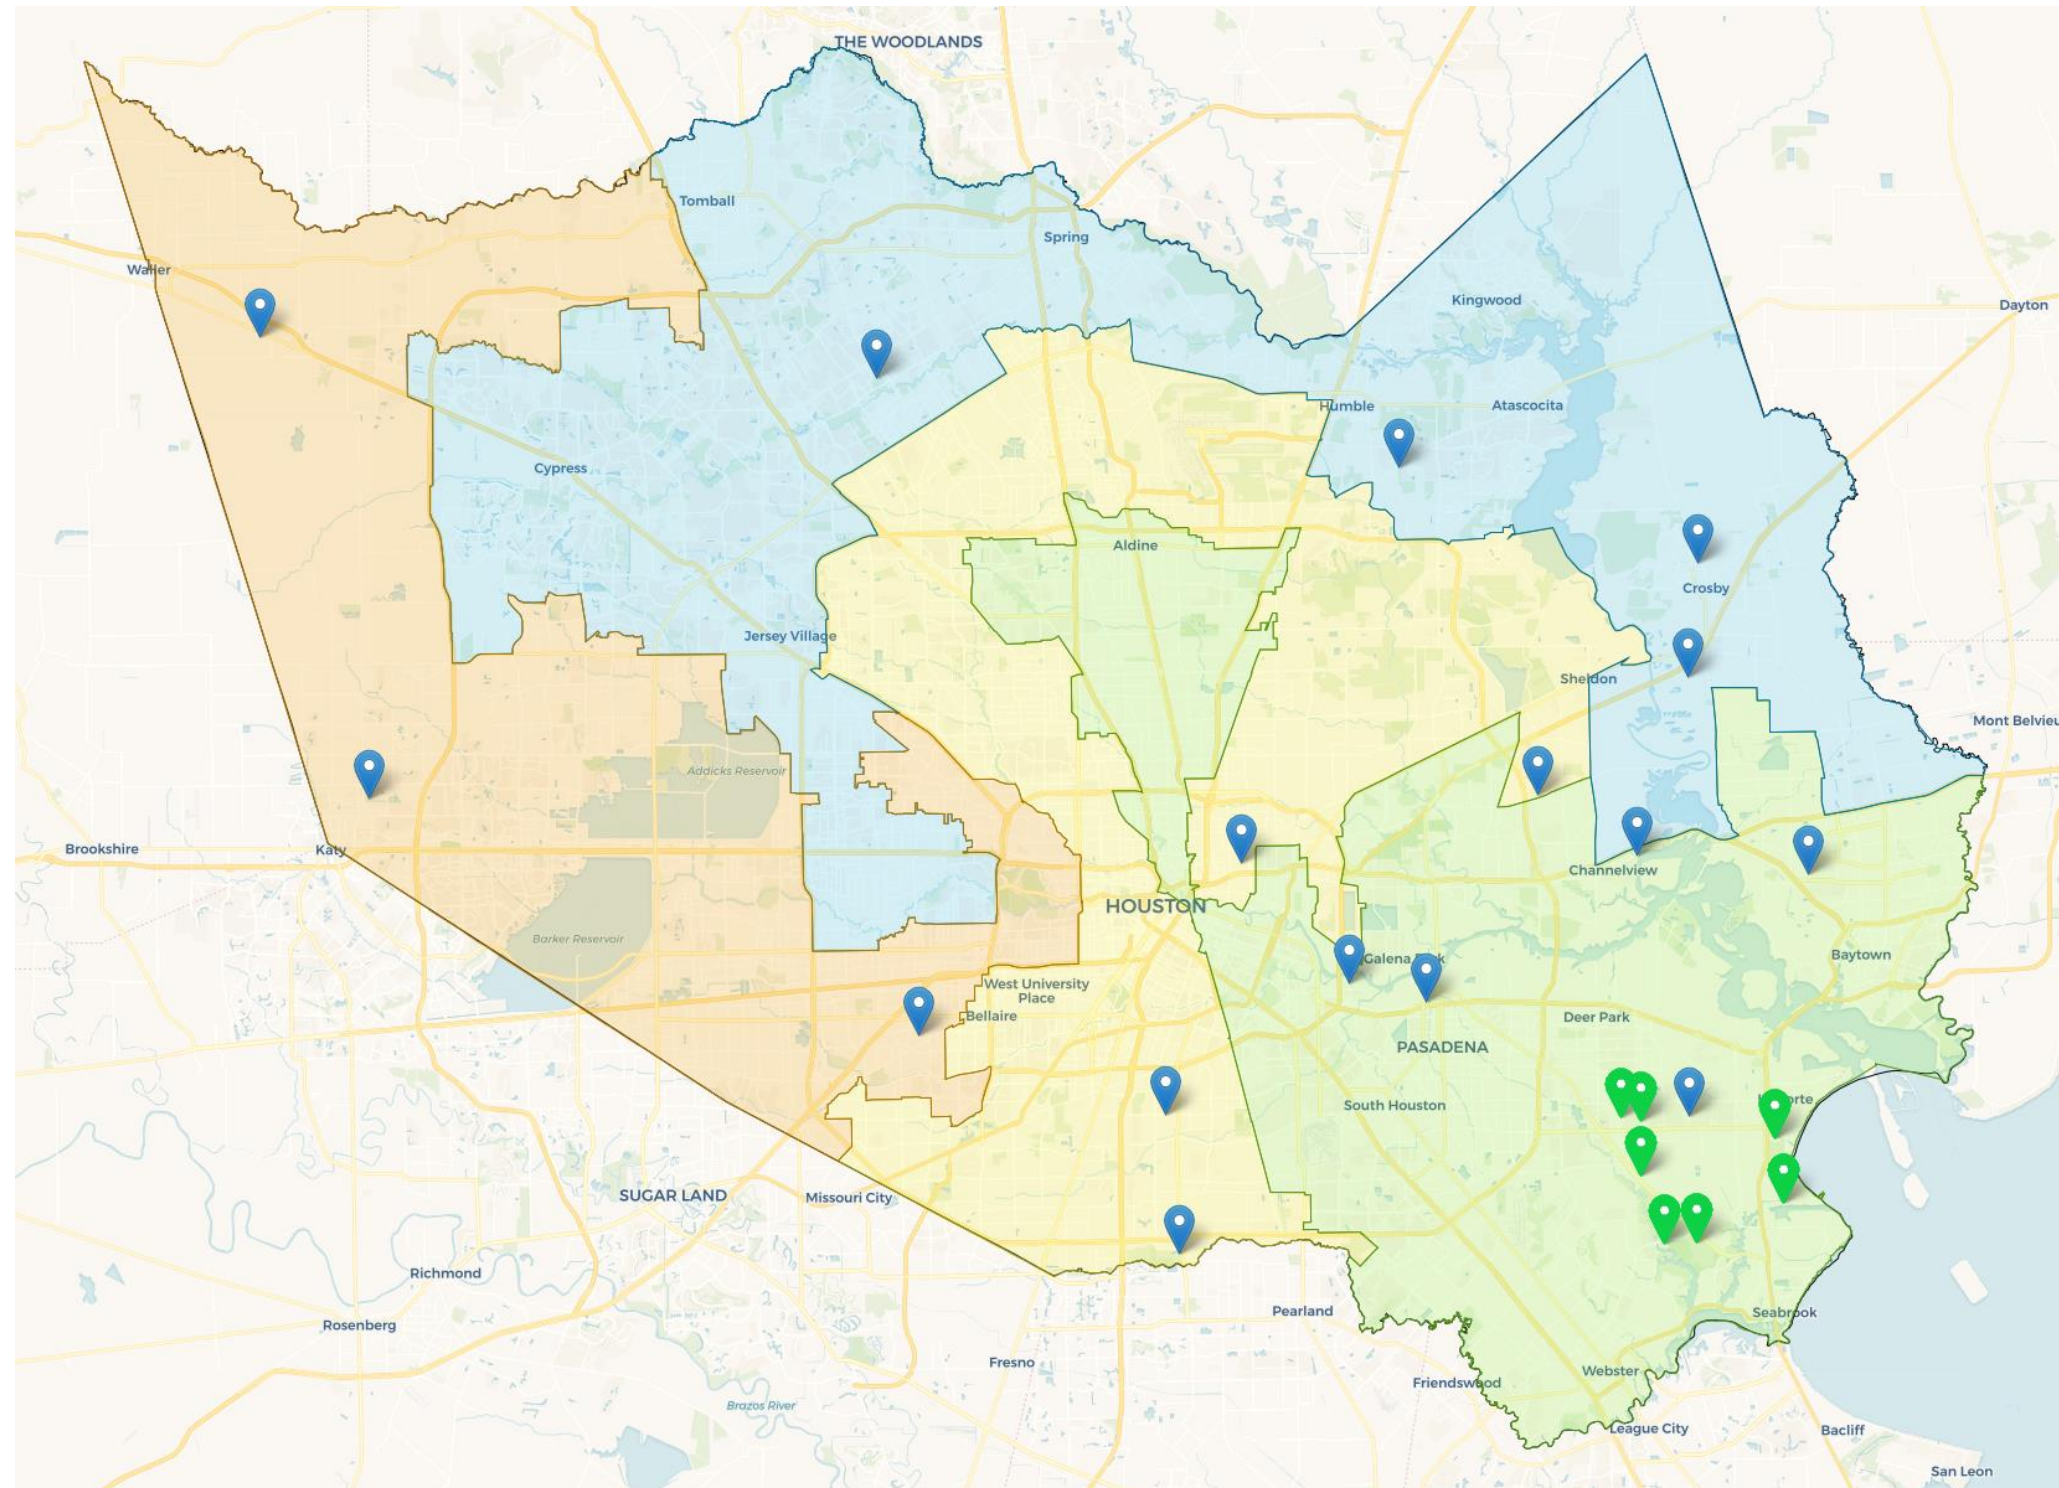 THE WOODLANDS
Tomball
Spring
Waller
Kingwood
Dayton
Humble
Atascocita
Cypress
Aldine
Crosby
Jersey Village
Sheldon
Mont Belvieu
Addicks Reservoir
Brookshire
Katy
Channelview
HOUSTON
Barker Reservoir
Galena
Baytown
West University
Place
Bellaire
Deer Park
PASADENA
South Houston
SUGAR LAND
Missouri City
Richmond
Pearland
Seabrook
Rosenberg
Fresno
Webster
Friendswood
Brazos River
League City
Bacliff
San Leon